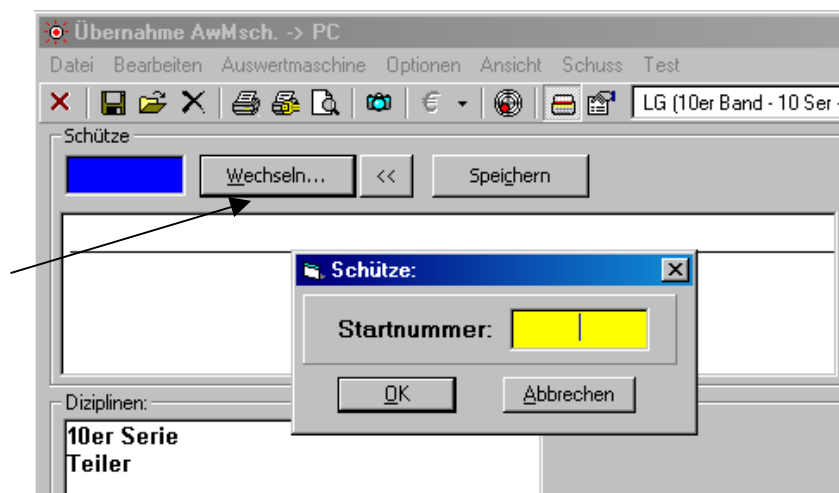 Übernahme AwMsch. -> PC
Datei Bearbeiten Auswertmaschine Optionen Ansicht Schuss Test
€ LG (10er Band - 10 Ser -
Schütze
Wechseln... << Speichern
Schütze:
Startnummer:
OK Abbrechen
Diziplinen:
10er Serie
Teiler